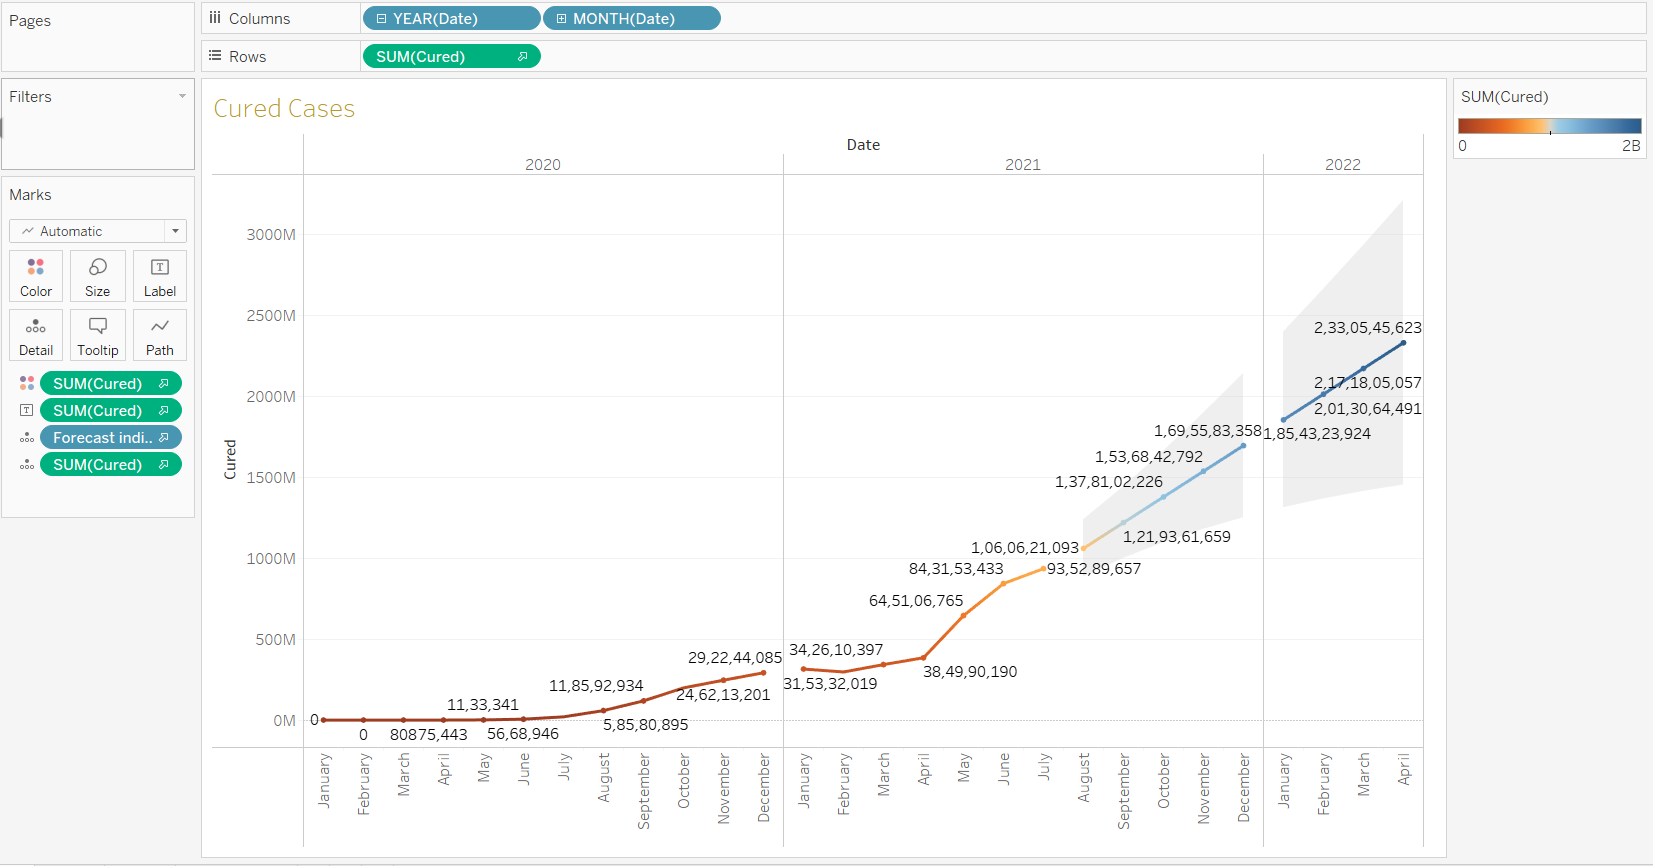 Pages
Columns
YEAR(Date)
MONTH(Date)
Rows
SUM(Cured)
Filters
Marks
Automatic
Color
Size
Label
Detail
Tooltip
Path
SUM(Cured)
SUM(Cured)
Forecast indi..
SUM(Cured)
Cured Cases
Date
2020
2021
2022
Cured
3000M
2500M
2000M
1500M
1000M
500M
0M
0
0
808
75,443
11,33,341
56,68,946
5,85,80,895
11,85,92,934
24,62,13,201
29,22,44,085
31,53,32,019
34,26,10,397
38,49,90,190
64,51,06,765
84,31,53,433
93,52,89,657
1,06,06,21,093
1,21,93,61,659
1,37,81,02,226
1,53,68,42,792
1,69,55,83,358
1,85,43,23,924
2,01,30,64,491
2,17,18,05,057
2,33,05,45,623
January
February
March
April
May
June
July
August
September
October
November
December
January
February
March
April
May
June
July
August
September
October
November
December
January
February
March
April
SUM(Cured)
0
2B